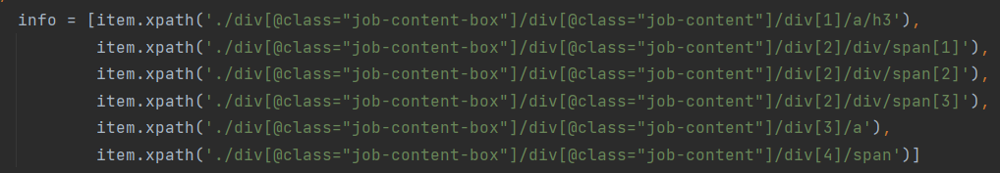 info = [item.xpath('./div[@class="job-content-box"]/div[@class="job-content"]/div[1]/a/h3'),
item.xpath('./div[@class="job-content-box"]/div[@class="job-content"]/div[2]/div/span[1]'),
item.xpath('./div[@class="job-content-box"]/div[@class="job-content"]/div[2]/div/span[2]'),
item.xpath('./div[@class="job-content-box"]/div[@class="job-content"]/div[2]/div/span[3]'),
item.xpath('./div[@class="job-content-box"]/div[@class="job-content"]/div[3]/a'),
item.xpath('./div[@class="job-content-box"]/div[@class="job-content"]/div[4]/span')]